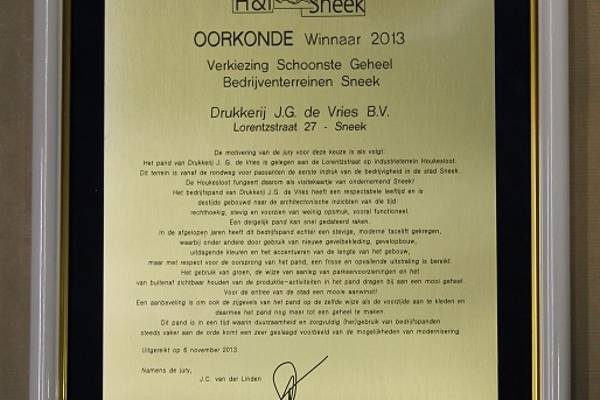 H&I Sneek
OORKONDE Winnaar 2013
Verkiezing Schoonste Geheel
Bedrijventerreinen Sneek
Drukkerij J.G. de Vries B.V.
Lorentzstraat 27 - Sneek
De motivering van de jury voor deze keuze is als volgt:
Het pand van Drukkerij J. G. de Vries is gelegen aan de Lorentzstraat op industrieterrein Houkesloot.
Dit terrein is vanaf de rondweg voor passanten de eerste indruk van de bedrijvigheid in de stad Sneek.
De Houkesloot fungeert daarom als visitekaartje van ondernemend Sneek!
Het bedrijfspand van Drukkerij J.G. de Vries heeft een respectabele leeftijd en is
destijds gebouwd naar de architectonische inzichten van die tijd:
rechthoekig, stevig en voorzien van weinig opsmuk, vooral functioneel.
Een dergelijk pand kan snel gedateerd raken.
In de afgelopen jaren heeft dit bedrijfspand echter een stevige, moderne facelift gekregen,
waarbij onder andere door gebruik van nieuwe gevelbekleding, gevelopbouw,
uitdagende kleuren en het accentueren van de lengte van het gebouw,
maar met respect voor de oorsprong van het pand, een frisse en opvallende uitstraling is bereikt.
Het gebruik van groen, de wijze van aanleg van parkeervoorzieningen en het
van buitenaf zichtbaar houden van de produktie-activiteiten in het pand dragen bij aan een mooi geheel.
Voor de entree van de stad een mooie aanwinst!
Een aanbeveling is om ook de zijgevels van het pand op de zelfde wijze als de voorzijde aan te kleden en
daarmee het pand nog meer tot een geheel te maken.
Dit pand is in een tijd waarin duurzaamheid en zorgvuldig (her)gebruik van bedrijfspanden
steeds vaker aan de orde komt een zeer geslaagd voorbeeld van de mogelijkheden van modernisering
Uitgereikt op 6 november 2013.
Namens de jury,
J.C. van der Linden